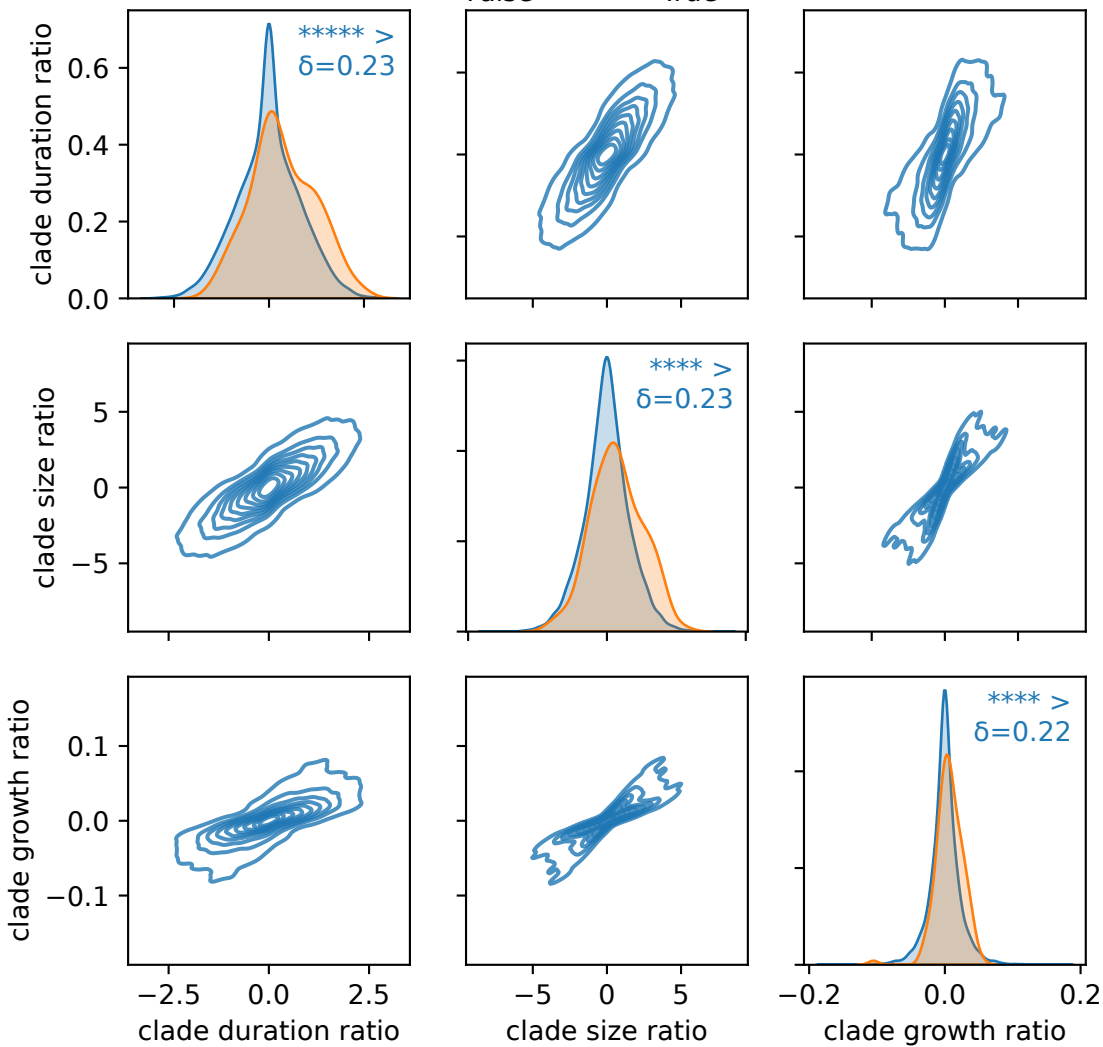 clade duration ratio
0.6
0.4
0.2
0.0
***** >
δ=0.23
clade size ratio
5
0
−5
**** >
δ=0.23
clade growth ratio
0.1
0.0
−0.1
**** >
δ=0.22
−2.5 0.0 2.5
−5 0 5
−0.2 0.0 0.2
clade duration ratio
clade size ratio
clade growth ratio